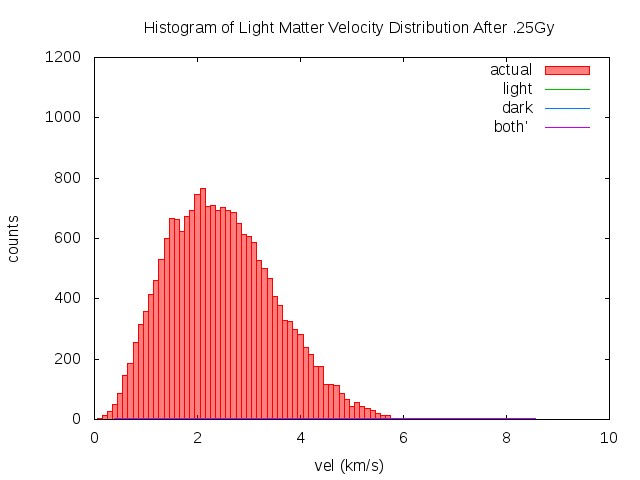 Histogram of Light Matter Velocity Distribution After .25Gy
1200
1000
800
600
400
200
0
counts
actual
light
dark
both'
0 2 4 6 8 10
vel (km/s)